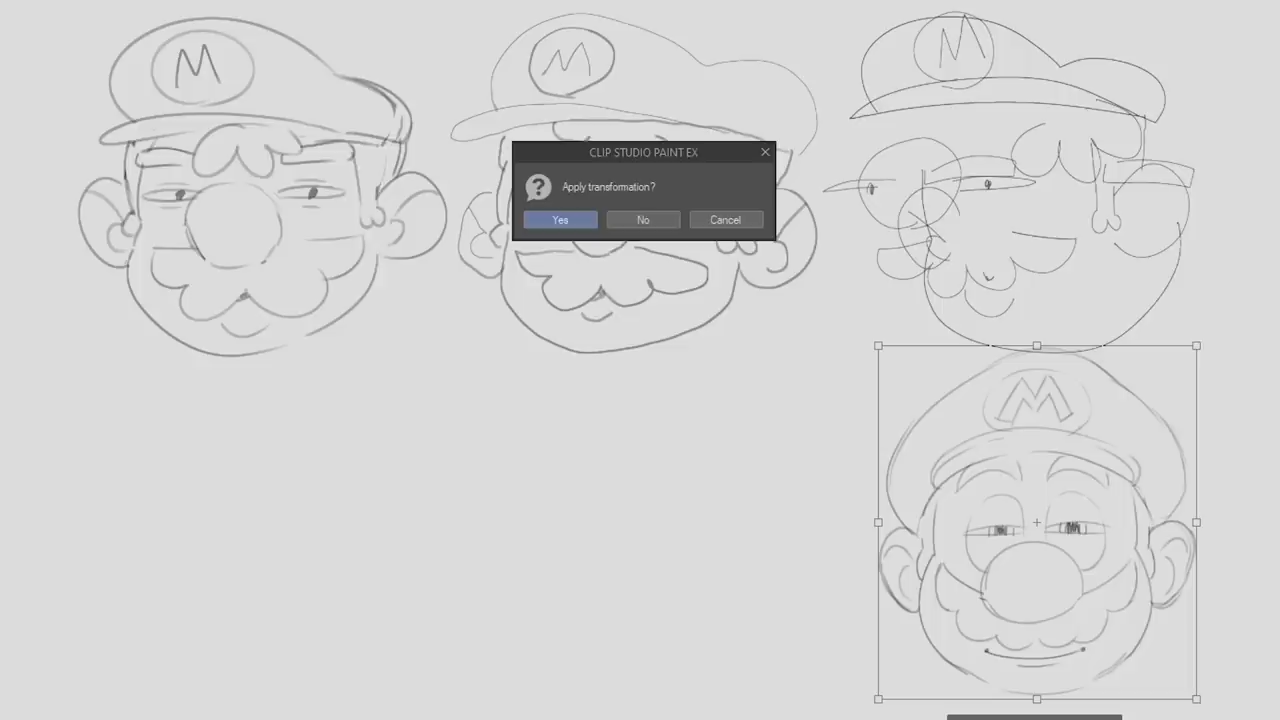 M
M
M
CLIP STUDIO PAINT EX
Apply transformation?
Yes
No
Cancel
M